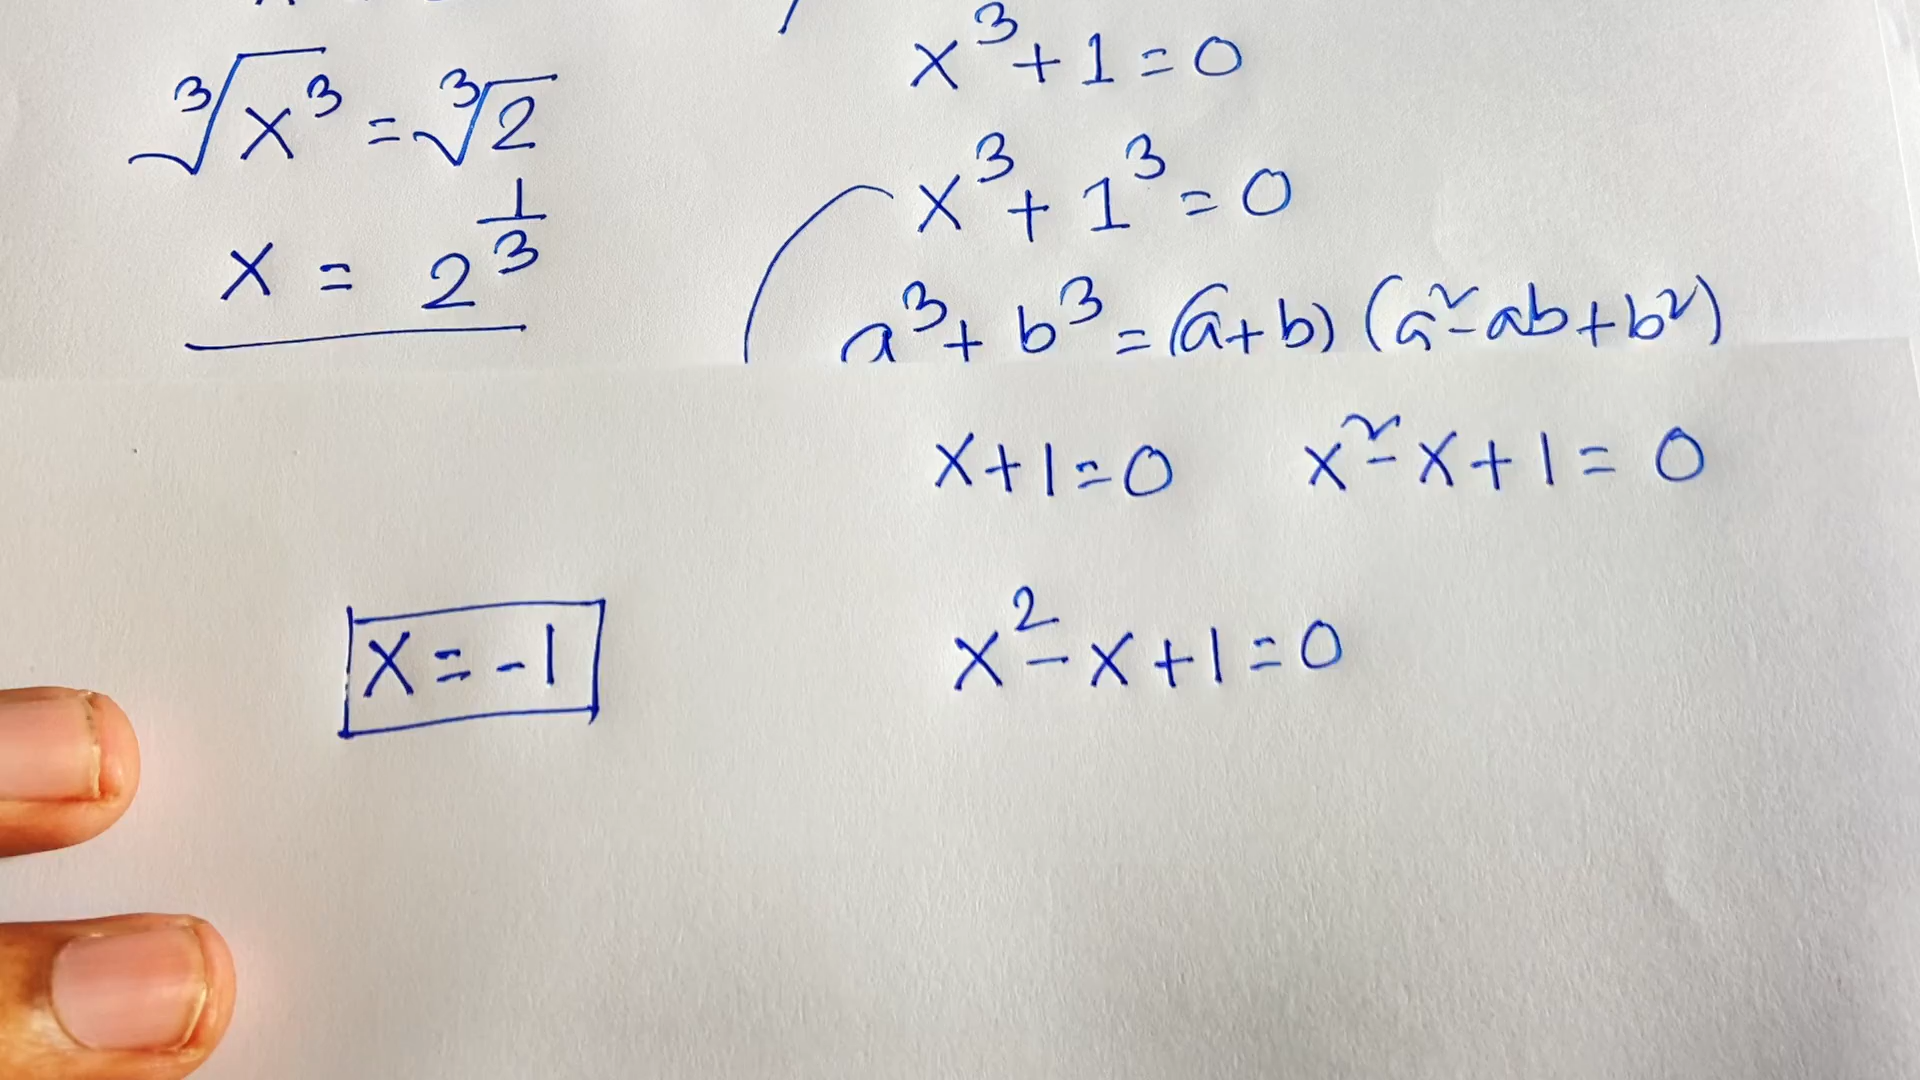 ∛x³ = ∛2
x = 2^(1/3)
x³ + 1 = 0
x³ + 1³ = 0
a³ + b³ = (a+b) (a² - ab + b²)
x + 1 = 0
x² - x + 1 = 0
x = -1
x² - x + 1 = 0